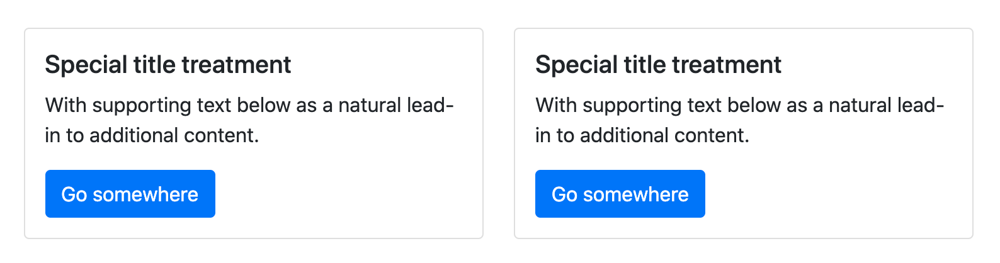 Special title treatment
With supporting text below as a natural lead-
in to additional content.
Go somewhere
Special title treatment
With supporting text below as a natural lead-
in to additional content.
Go somewhere